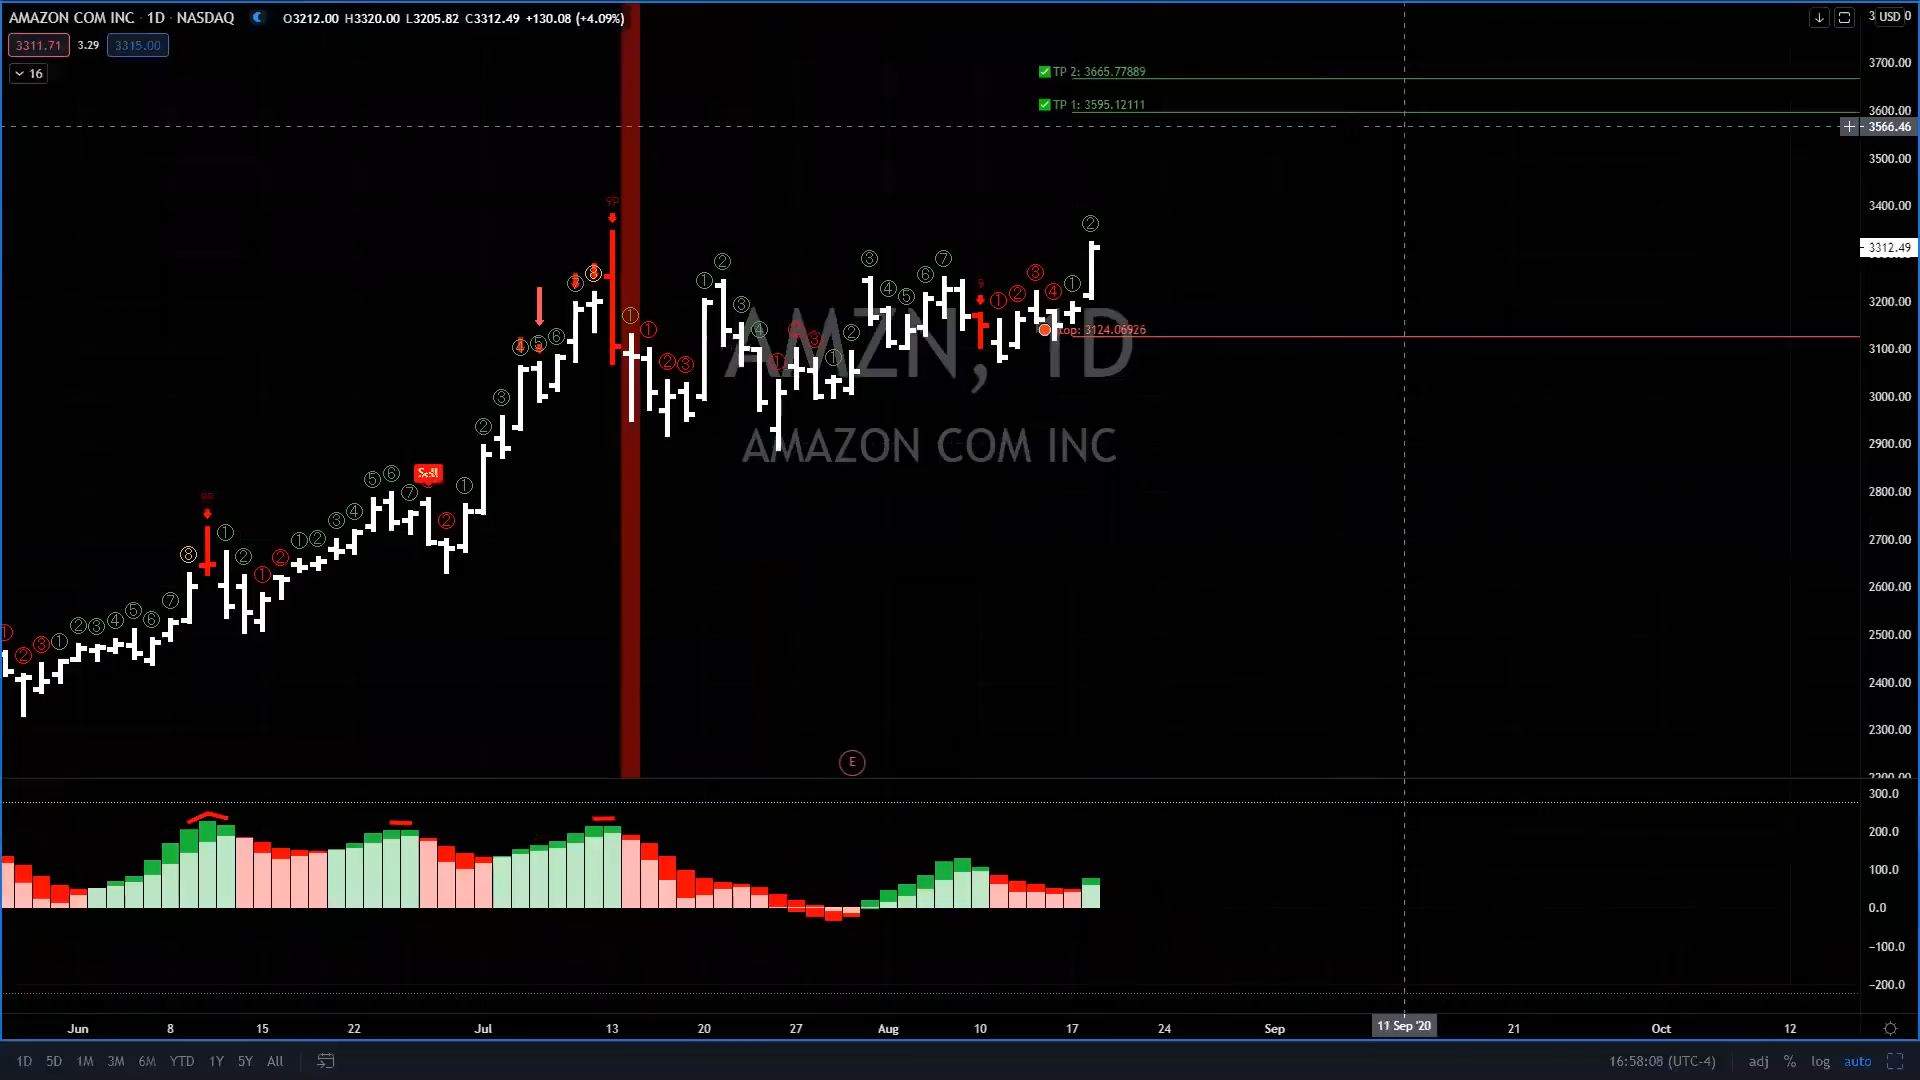 AMAZON COM INC · 1D · NASDAQ O3212.00 H3320.00 L3205.82 C3312.49 +130.08 (+4.09%)
3311.71 3.29 3315.00
16
USD
TP 2: 3665.77889
TP 1: 3595.12111
3700.00
3600.00
3566.46
3500.00
3400.00
3312.49
3200.00
3100.00
3000.00
2900.00
2800.00
2700.00
2600.00
2500.00
2400.00
2300.00
2200.00
op: 3124.06926
AMZN, 1D
AMAZON COM INC
Sell
E
300.0
200.0
100.0
0.0
-100.0
-200.0
Jun 8 15 22 Jul 13 20 27 Aug 10 17 24 Sep 11 Sep '20 21 Oct 12
1D 5D 1M 3M 6M YTD 1Y 5Y All
16:58:08 (UTC-4) adj % log auto